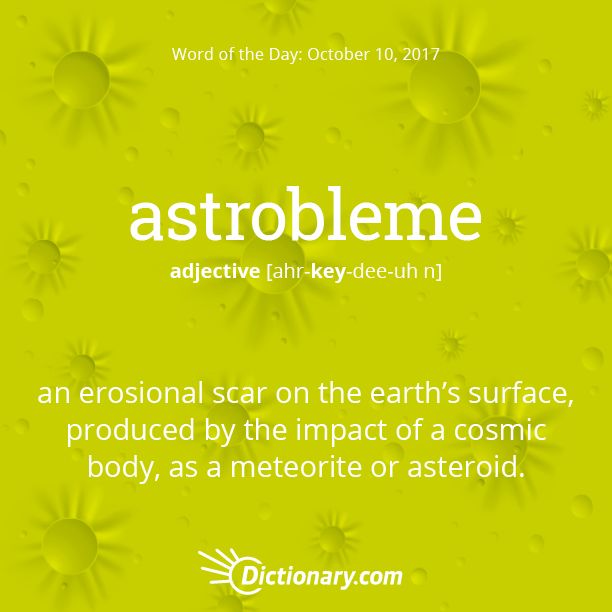 Word of the Day: October 10, 2017
astrobleme
adjective [ahr-key-dee-uh n]
an erosional scar on the earth’s surface,
produced by the impact of a cosmic
body, as a meteorite or asteroid.
Dictionary.com